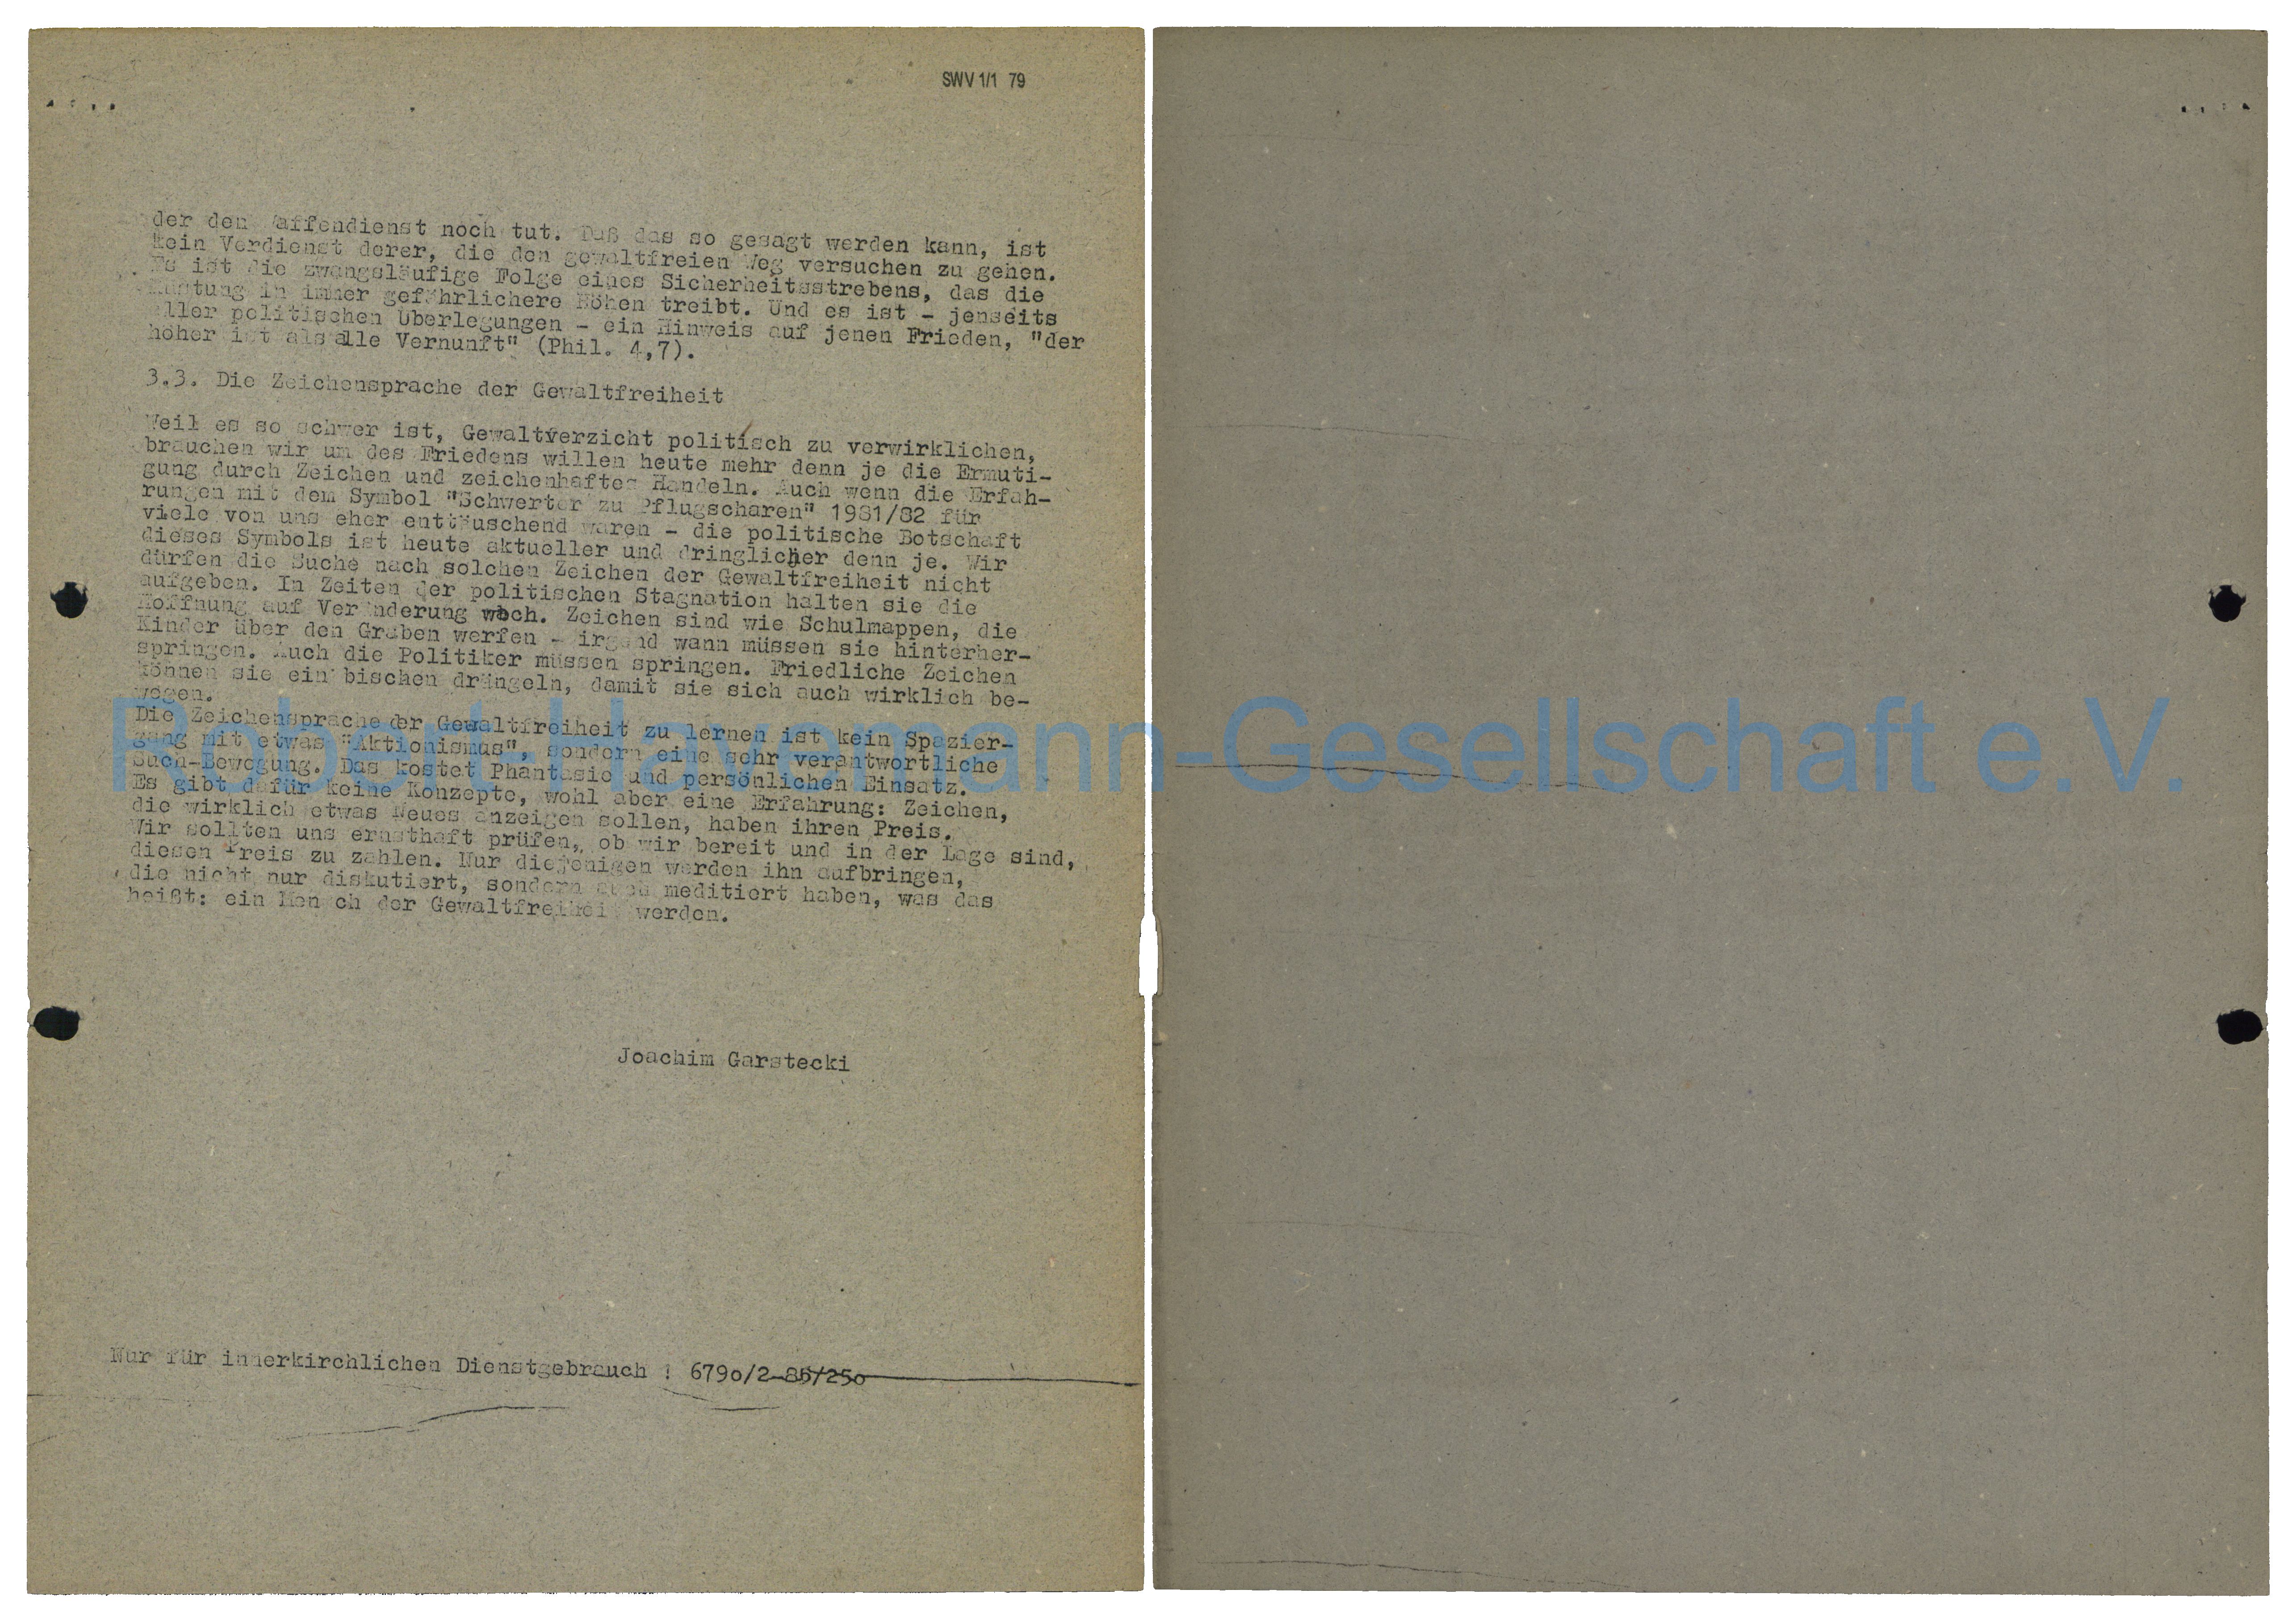 SWV 1/1 79
der den Waffendienst noch tut. Daß das so gesagt werden kann, ist
kein Verdienst derer, die den gewaltfreien Weg versuchen zu gehen.
Es ist die zwangsläufige Folge eines Sicherheitsstrebens, das die
Rüstung in immer gefährlichere Höhen treibt. Und es ist - jenseits
aller politischen Überlegungen - ein Hinweis auf jenen Frieden, "der
höher ist als alle Vernunft" (Phil. 4,7).
3.3. Die Zeichensprache der Gewaltfreiheit
Weil es so schwer ist, Gewaltverzicht politisch zu verwirklichen,
brauchen wir um des Friedens willen heute mehr denn je die Ermuti-
gung durch Zeichen und zeichenhaftes Handeln. Auch wenn die Erfah-
rungen mit dem Symbol "Schwerter zu Pflugscharen" 1981/82 für
viele von uns eher enttäuschend waren - die politische Botschaft
dieses Symbols ist heute aktueller und dringlicher denn je. Wir
dürfen die Suche nach solchen Zeichen der Gewaltfreiheit nicht
aufgeben. In Zeiten der politischen Stagnation halten sie die
Hoffnung auf Veränderung wach. Zeichen sind wie Schulmappen, die
Kinder über den Graben werfen - irgend wann müssen sie hinterher-
springen. Auch die Politiker müssen springen. Friedliche Zeichen
können sie ein bischen drängeln, damit sie sich auch wirklich be-
wegen.
Die Zeichensprache der Gewaltfreiheit zu lernen ist kein Spazier-
gang mit etwas "Aktionismus", sondern eine sehr verantwortliche
Such-Bewegung. Das kostet Phantasie und persönlichen Einsatz.
Es gibt dafür keine Konzepte, wohl aber eine Erfahrung: Zeichen,
die wirklich etwas Neues anzeigen sollen, haben ihren Preis.
Wir sollten uns ernsthaft prüfen, ob wir bereit und in der Lage sind,
diesen Preis zu zahlen. Nur diejenigen werden ihn aufbringen,
die nicht nur diskutiert, sondern auch meditiert haben, was das
heißt: ein Men ch der Gewaltfreiheit werden.
Joachim Garstecki
Nur für innerkirchlichen Dienstgebrauch ! 679o/2-85/25o
Robert-Havemann-Gesellschaft e.V.